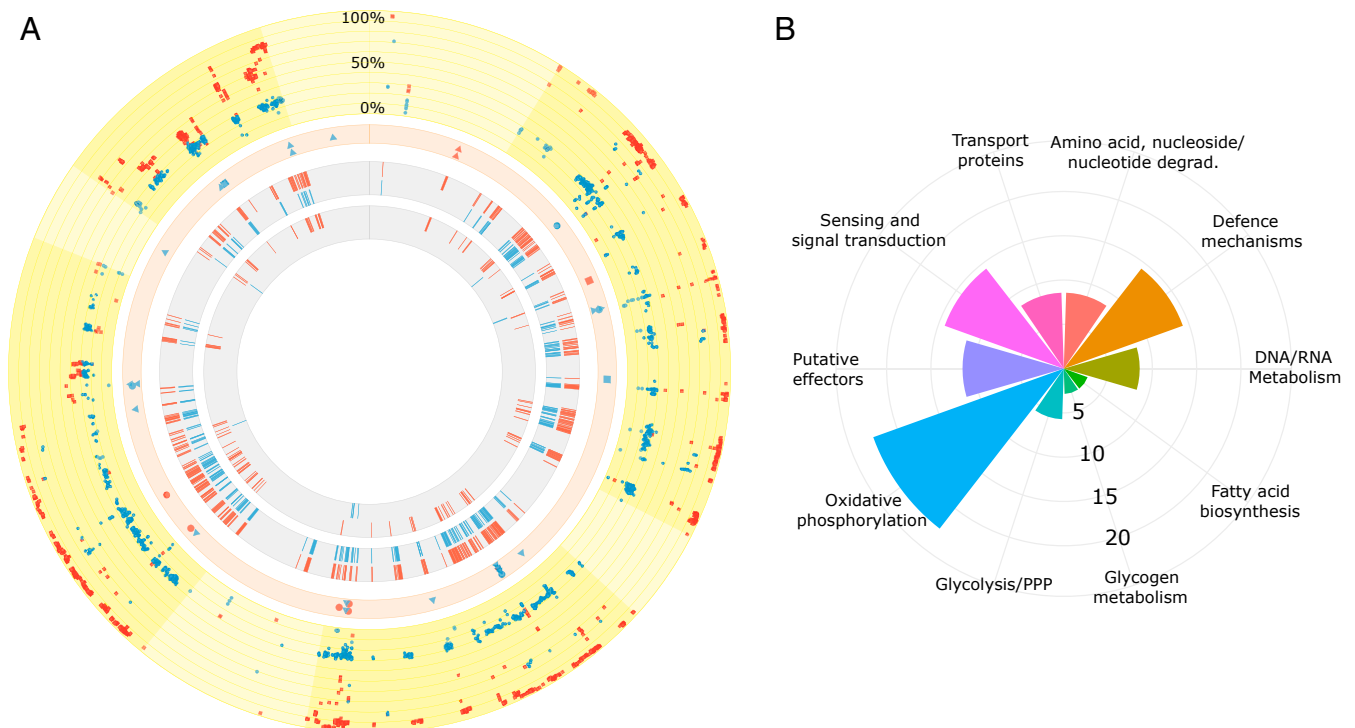 A
100%
50%
0%
B
Transport
proteins
Amino acid, nucleoside/
nucleotide degrad.
Sensing and
signal transduction
Defence
mechanisms
Putative
effectors
DNA/RNA
Metabolism
5
10
15
20
Oxidative
phosphorylation
Fatty acid
biosynthesis
Glycolysis/PPP
Glycogen
metabolism